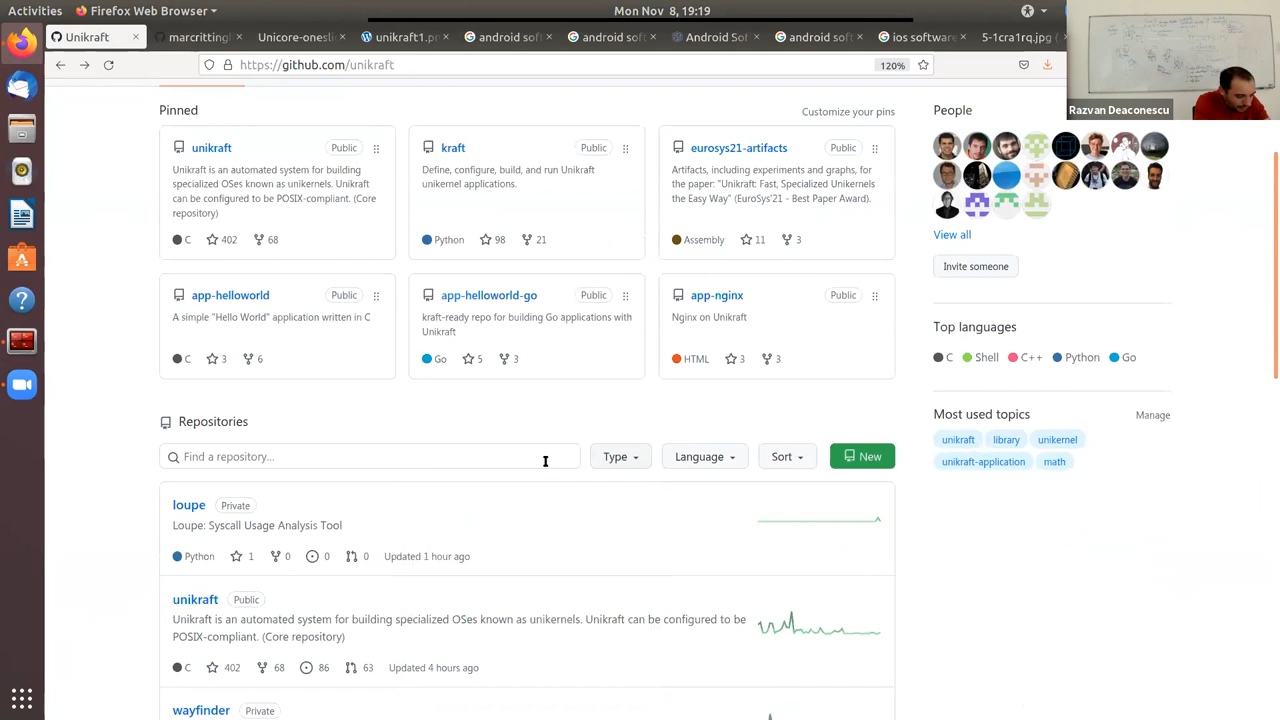 Activities
Firefox Web Browser
Mon Nov 8, 19:19
Unikraft
marcrittingh
Unicore-onesli
unikraft1.pr
android soft
Android Sof
android soft
ios software
5-1cra1rq.jpg (
https://github.com/unikraft
120%
Razvan Deaconescu
Pinned
Customize your pins
unikraft
Public
Unikraft is an automated system for building
specialized OSes known as unikernels. Unikraft
can be configured to be POSIX-compliant. (Core
repository)
C
402
68
kraft
Public
Define, configure, build, and run Unikraft
unikernel applications.
Python
98
21
eurosys21-artifacts
Public
Artifacts, including experiments and graphs, for
the paper: "Unikraft: Fast, Specialized Unikernels
the Easy Way" (EuroSys'21 - Best Paper Award).
Assembly
11
3
app-helloworld
Public
A simple "Hello World" application written in C
C
3
6
app-helloworld-go
Public
kraft-ready repo for building Go applications with
Unikraft
Go
5
3
app-nginx
Public
Nginx on Unikraft
HTML
3
3
Repositories
Find a repository...
Type
Language
Sort
New
loupe
Private
Loupe: Syscall Usage Analysis Tool
Python
1
0
0
0
Updated 1 hour ago
unikraft
Public
Unikraft is an automated system for building specialized OSes known as unikernels. Unikraft can be configured to be
POSIX-compliant. (Core repository)
C
402
68
86
63
Updated 4 hours ago
wayfinder
Private
People
View all
Invite someone
Top languages
C
Shell
C++
Python
Go
Most used topics
Manage
unikraft
library
unikernel
unikraft-application
math